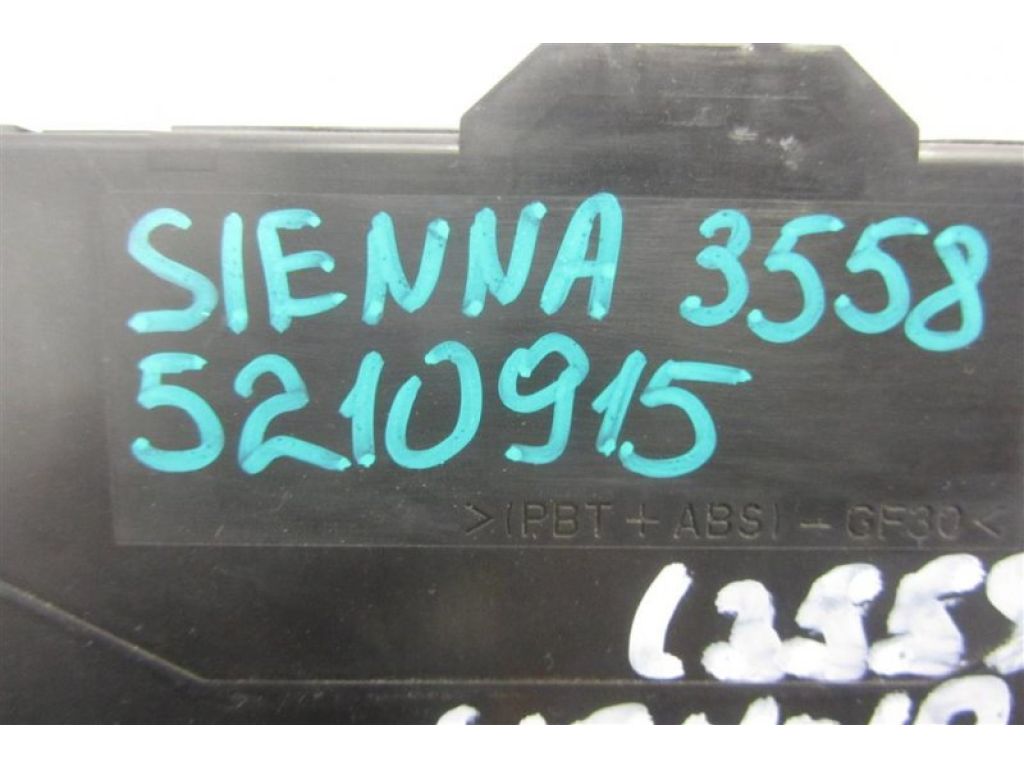 SIENNA 3558
5210915
>(PBT + ABS)-GF30<